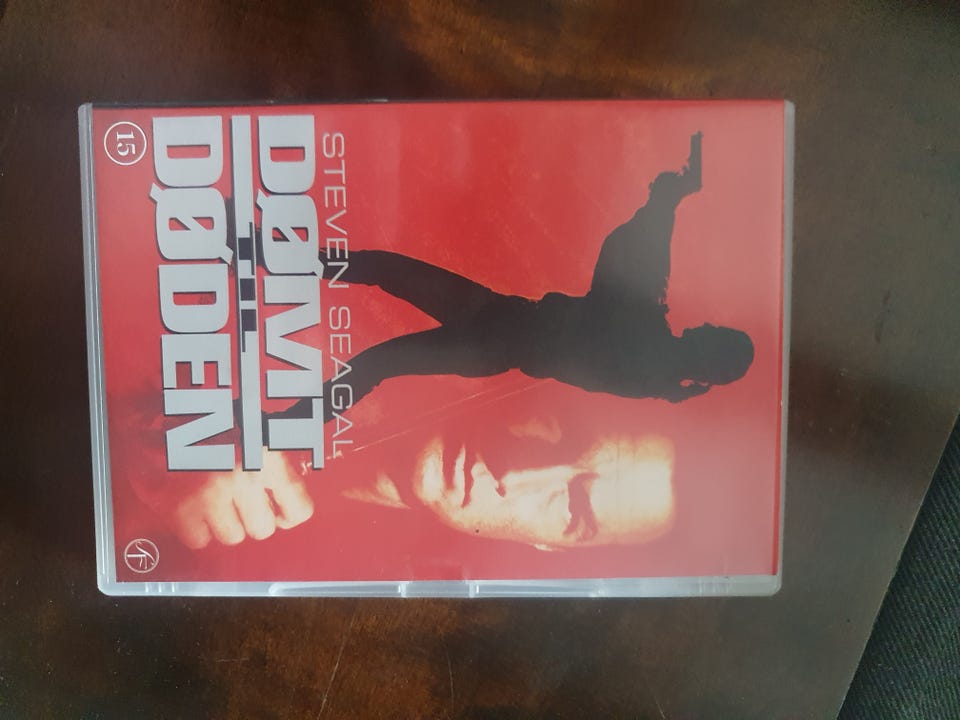 STEVEN SEAGAL
DØMT
TIL
DØDEN
15